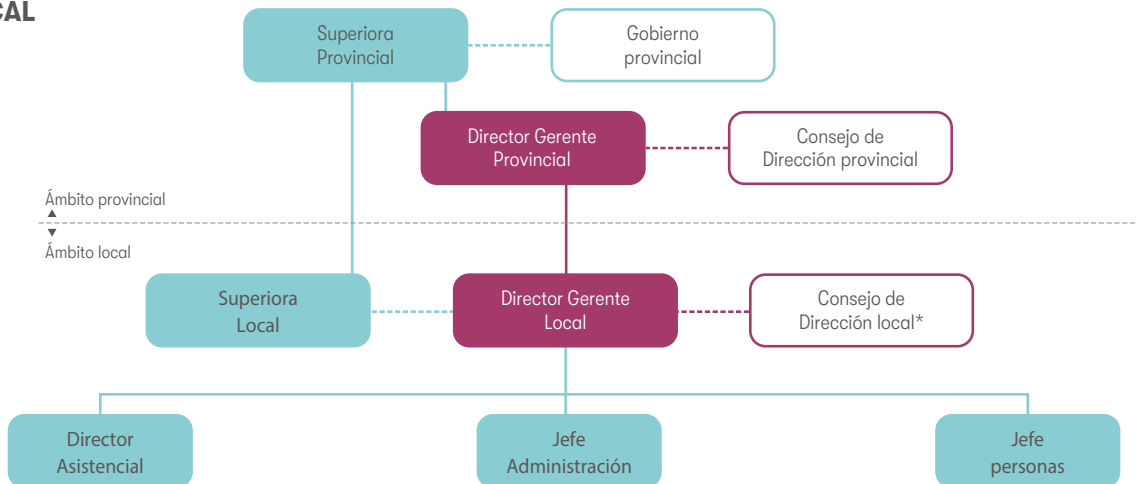 CAL
Superiora
Provincial
Gobierno
provincial
Director Gerente
Provincial
Consejo de
Dirección provincial
Ámbito provincial
Ámbito local
Superiora
Local
Director Gerente
Local
Consejo de
Dirección local*
Director
Asistencial
Jefe
Administración
Jefe
personas